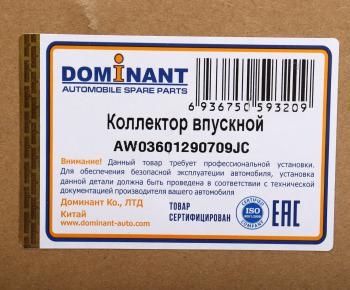 DOMINANT
AUTOMOBILE SPARE PARTS
6 936750 593209
Коллектор впускной
AW03601290709JC
Внимание! Данный товар требует профессиональной установки.
Для обеспечения безопасной эксплуатации автомобиля, установка
данной детали должна быть проведена в соответствии с технической
документацией производителя вашего автомобиля
Доминант Ко., ЛТД
Китай
www.dominant-auto.com
ТОВАР
СЕРТИФИЦИРОВАН
ISO
EAC